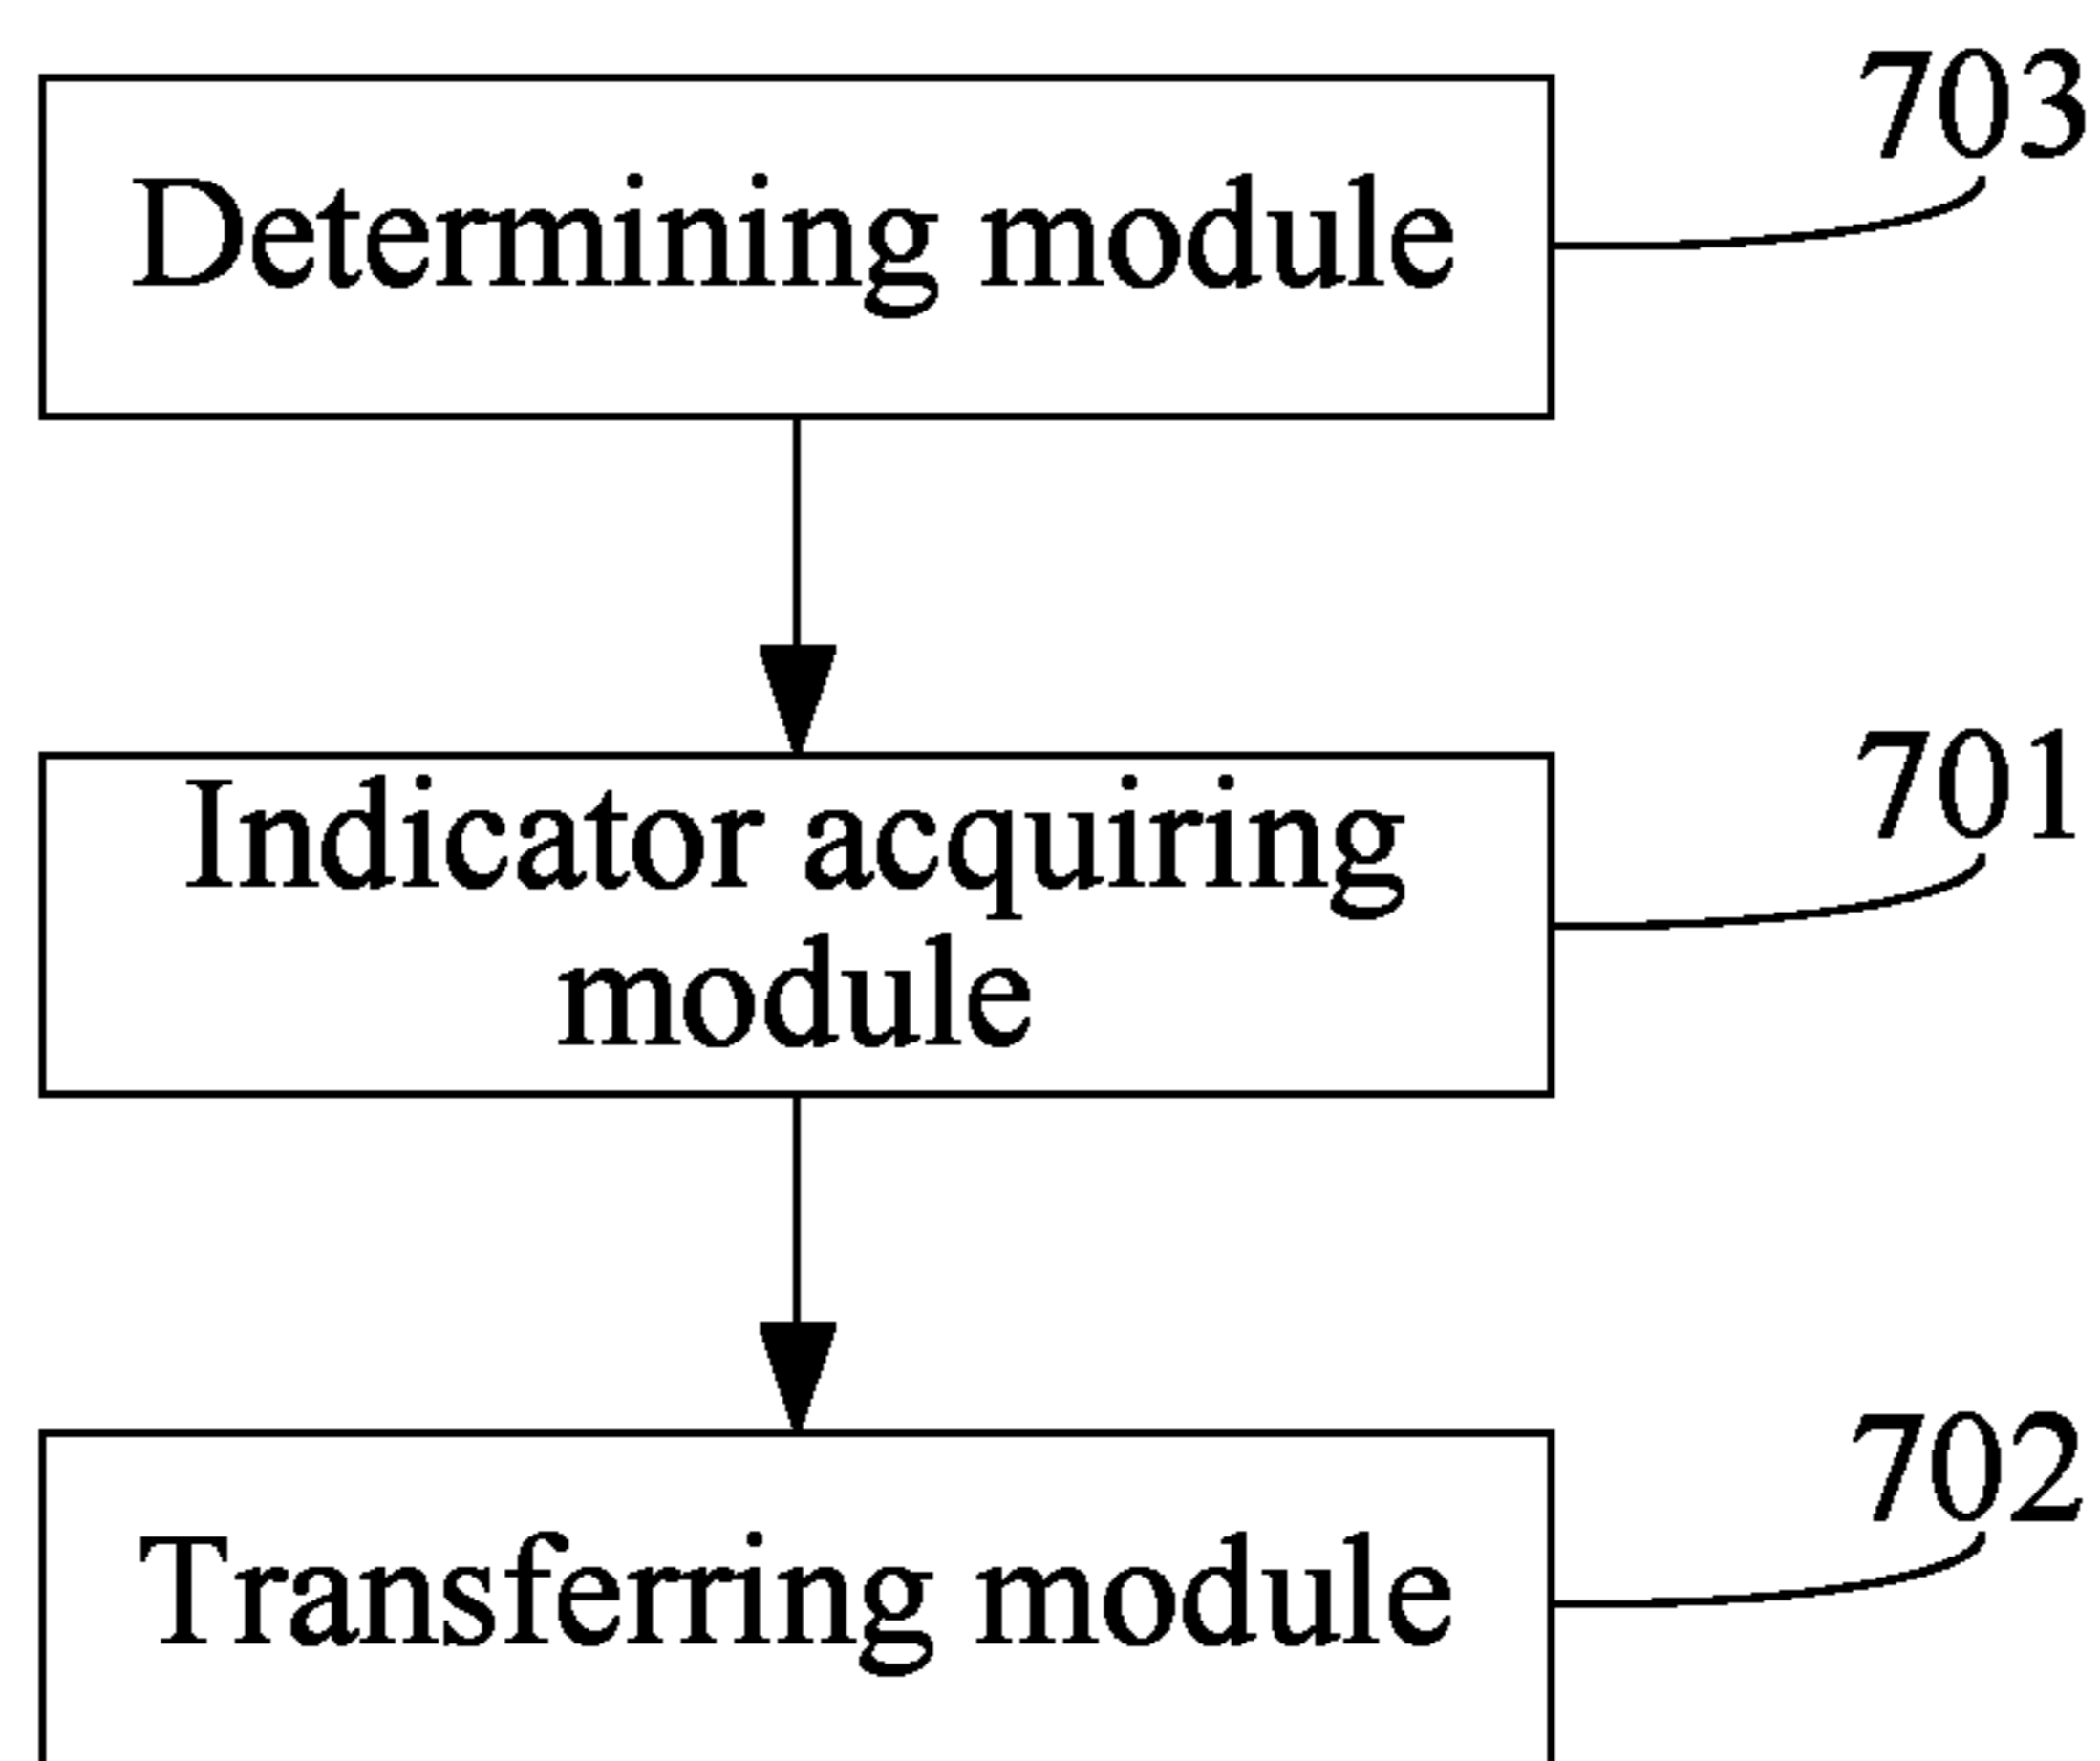 703
Determining module
701
Indicator acquiring
module
702
Transferring module